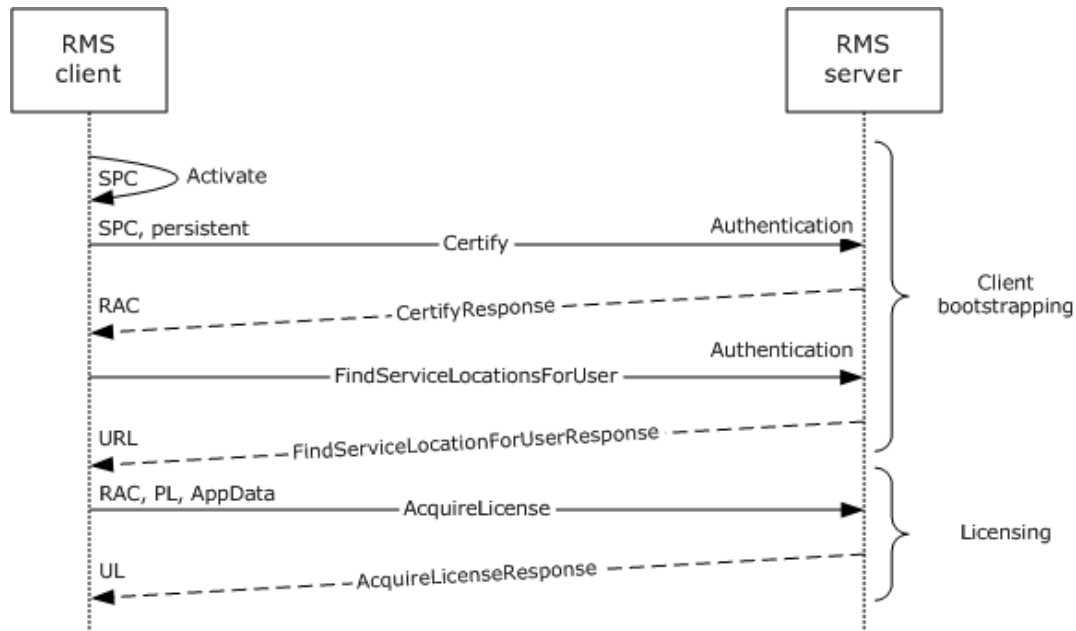 RMS
client
RMS
server
SPC
Activate
SPC, persistent
Authentication
Certify
RAC
CertifyResponse
Client
bootstrapping
Authentication
FindServiceLocationsForUser
URL
FindServiceLocationForUserResponse
RAC, PL, AppData
AcquireLicense
Licensing
UL
AcquireLicenseResponse